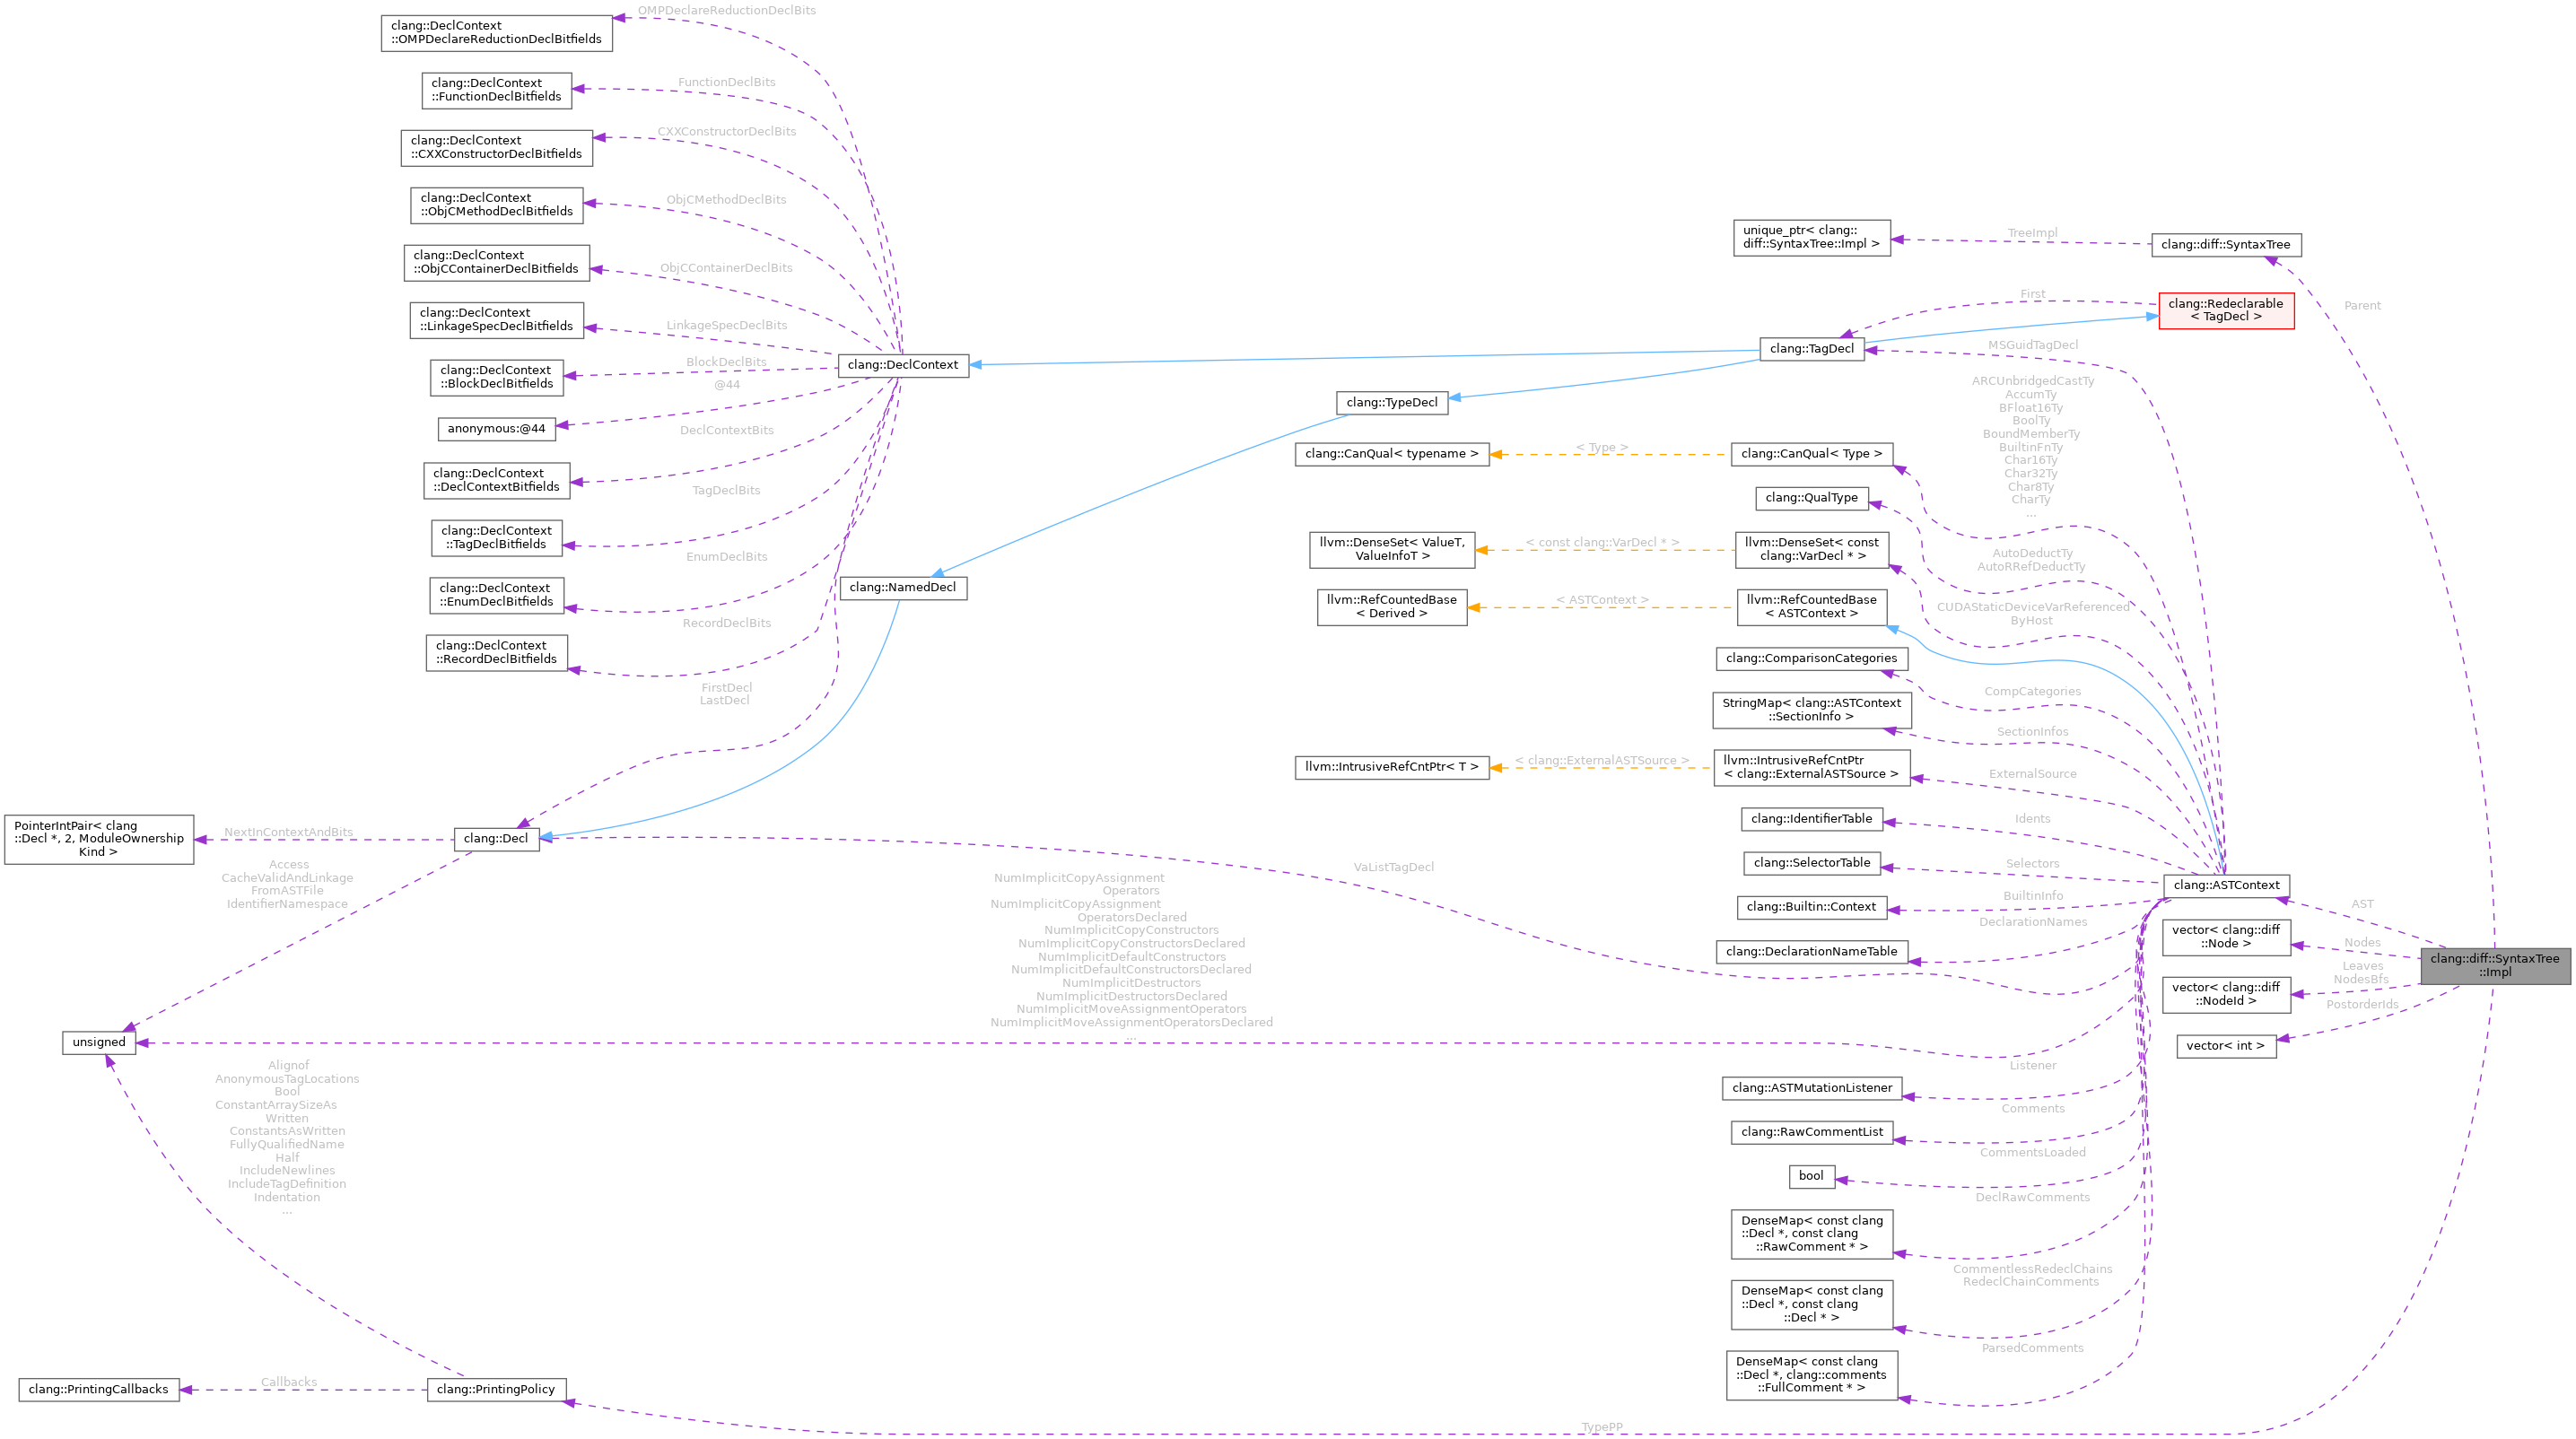 OMPDeclareReductionDeclBits
clang::DeclContext
::OMPDeclareReductionDeclBitfields
FunctionDeclBits
clang::DeclContext
::FunctionDeclBitfields
CXXConstructorDeclBits
clang::DeclContext
::CXXConstructorDeclBitfields
ObjCMethodDeclBits
clang::DeclContext
::ObjCMethodDeclBitfields
ObjCContainerDeclBits
clang::DeclContext
::ObjCContainerDeclBitfields
LinkageSpecDeclBits
clang::DeclContext
::LinkageSpecDeclBitfields
BlockDeclBits
clang::DeclContext
::BlockDeclBitfields
@44
anonymous:@44
DeclContextBits
clang::DeclContext
::DeclContextBitfields
TagDeclBits
clang::DeclContext
::TagDeclBitfields
EnumDeclBits
clang::DeclContext
::EnumDeclBitfields
RecordDeclBits
clang::DeclContext
::RecordDeclBitfields
FirstDecl
LastDecl
clang::DeclContext
clang::NamedDecl
PointerIntPair< clang
::Decl *, 2, ModuleOwnership
Kind >
NextInContextAndBits
clang::Decl
Access
CacheValidAndLinkage
FromASTFile
IdentifierNamespace
unsigned
Alignof
AnonymousTagLocations
Bool
ConstantArraySizeAs
Written
ConstantsAsWritten
FullyQualifiedName
Half
IncludeNewlines
IncludeTagDefinition
Indentation
...
clang::PrintingCallbacks
Callbacks
clang::PrintingPolicy
VaListTagDecl
NumImplicitCopyAssignment
Operators
NumImplicitCopyAssignment
OperatorsDeclared
NumImplicitCopyConstructors
NumImplicitCopyConstructorsDeclared
NumImplicitDefaultConstructors
NumImplicitDefaultConstructorsDeclared
NumImplicitDestructors
NumImplicitDestructorsDeclared
NumImplicitMoveAssignmentOperators
NumImplicitMoveAssignmentOperatorsDeclared
...
unique_ptr< clang::
diff::SyntaxTree::Impl >
TreeImpl
clang::diff::SyntaxTree
Parent
First
clang::Redeclarable
< TagDecl >
clang::TagDecl
MSGuidTagDecl
clang::TypeDecl
ARCUnbridgedCastTy
AccumTy
BFloat16Ty
BoolTy
BoundMemberTy
BuiltinFnTy
Char16Ty
Char32Ty
Char8Ty
CharTy
...
clang::CanQual< typename >
< Type >
clang::CanQual< Type >
clang::QualType
AutoDeductTy
AutoRRefDeductTy
llvm::DenseSet< ValueT,
ValueInfoT >
< const clang::VarDecl * >
llvm::DenseSet< const
clang::VarDecl * >
CUDAStaticDeviceVarReferenced
ByHost
llvm::RefCountedBase
< Derived >
< ASTContext >
llvm::RefCountedBase
< ASTContext >
clang::ComparisonCategories
CompCategories
StringMap< clang::ASTContext
::SectionInfo >
SectionInfos
llvm::IntrusiveRefCntPtr< T >
< clang::ExternalASTSource >
llvm::IntrusiveRefCntPtr
< clang::ExternalASTSource >
ExternalSource
clang::IdentifierTable
Idents
clang::SelectorTable
Selectors
clang::Builtin::Context
BuiltinInfo
clang::DeclarationNameTable
DeclarationNames
clang::ASTContext
AST
vector< clang::diff
::Node >
Nodes
vector< clang::diff
::NodeId >
Leaves
NodesBfs
vector< int >
PostorderIds
clang::diff::SyntaxTree
::Impl
Listener
clang::ASTMutationListener
Comments
clang::RawCommentList
CommentsLoaded
bool
DeclRawComments
DenseMap< const clang
::Decl *, const clang
::RawComment * >
CommentlessRedeclChains
RedeclChainComments
DenseMap< const clang
::Decl *, const clang
::Decl * >
ParsedComments
DenseMap< const clang
::Decl *, clang::comments
::FullComment * >
TypePP